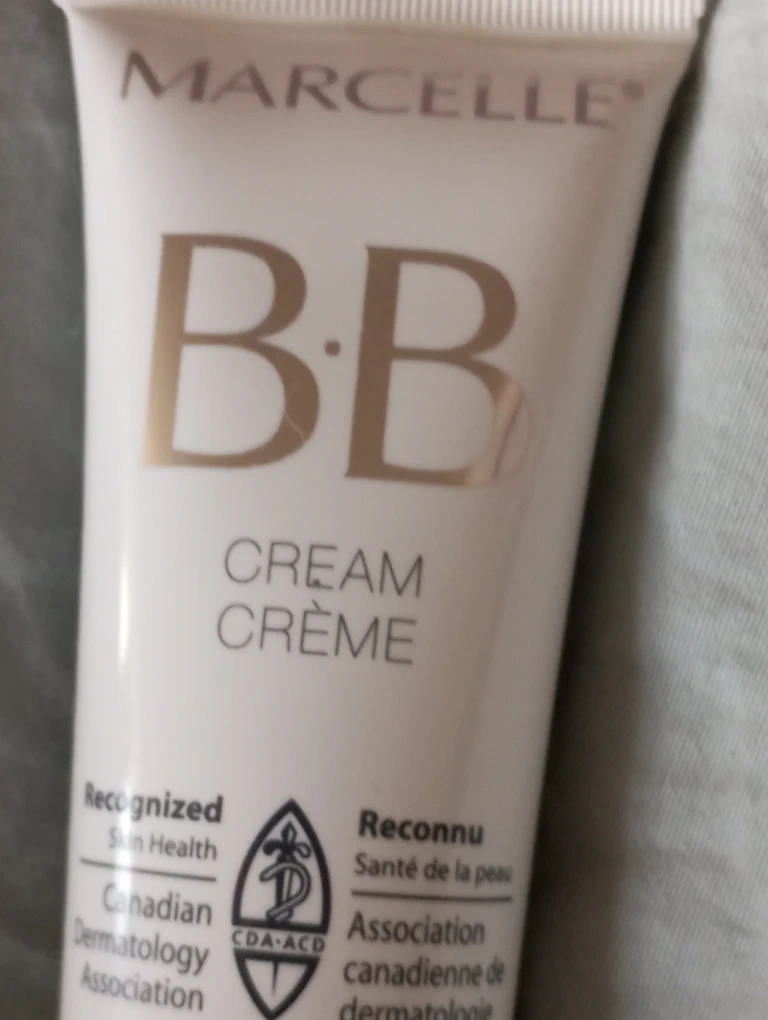 MARCELLE®
B·B
CREAM
CRÈME
Recognized
Skin Health
Canadian
Dermatology
Association
CDA·ACD
Reconnu
Santé de la peau
Association
canadienne de
dermatologie